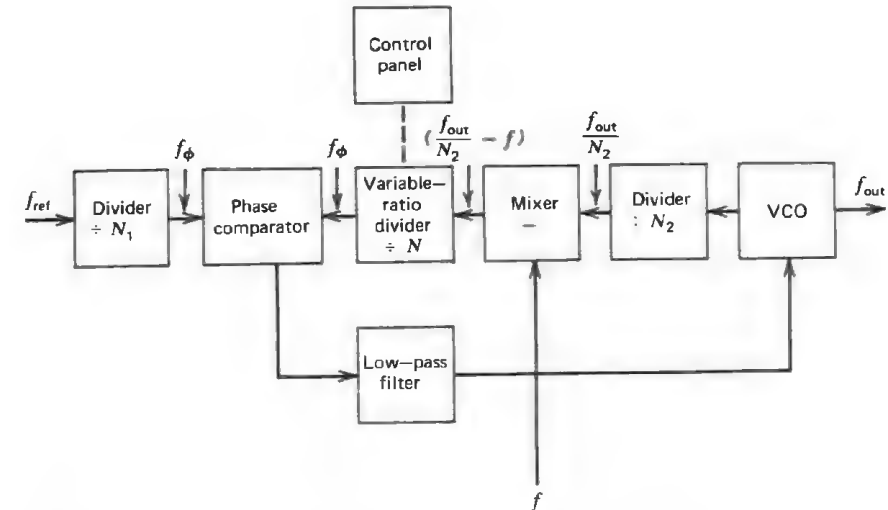 Control
panel
(f_out/N_2 − f)
f_out/N_2
f_ϕ
f_ϕ
f_ref
Divider
÷ N_1
Phase
comparator
Variable–
ratio
divider
÷ N
Mixer
–
Divider
: N_2
VCO
f_out
Low–pass
filter
f